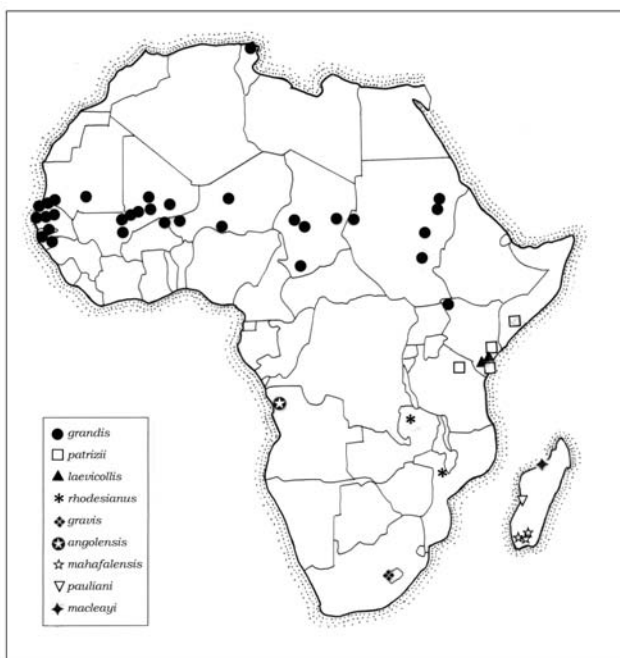 grandis
patrizii
laevicollis
rhodesianus
gravis
angolensis
mahafalensis
pauliani
macleayi